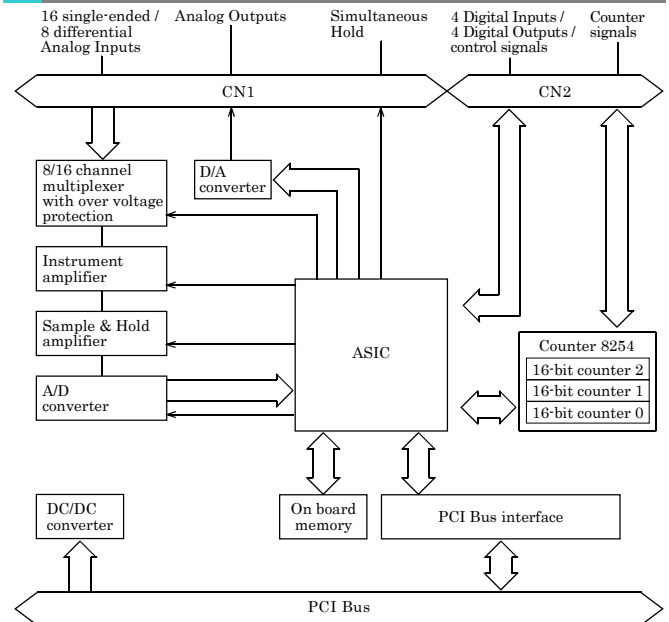 16 single-ended /
8 differential
Analog Inputs
Analog Outputs
Simultaneous
Hold
4 Digital Inputs /
4 Digital Outputs /
control signals
Counter
signals
CN1
CN2
8/16 channel
multiplexer
with over voltage
protection
D/A
converter
Instrument
amplifier
Sample & Hold
amplifier
A/D
converter
ASIC
Counter 8254
16-bit counter 2
16-bit counter 1
16-bit counter 0
DC/DC
converter
On board
memory
PCI Bus interface
PCI Bus